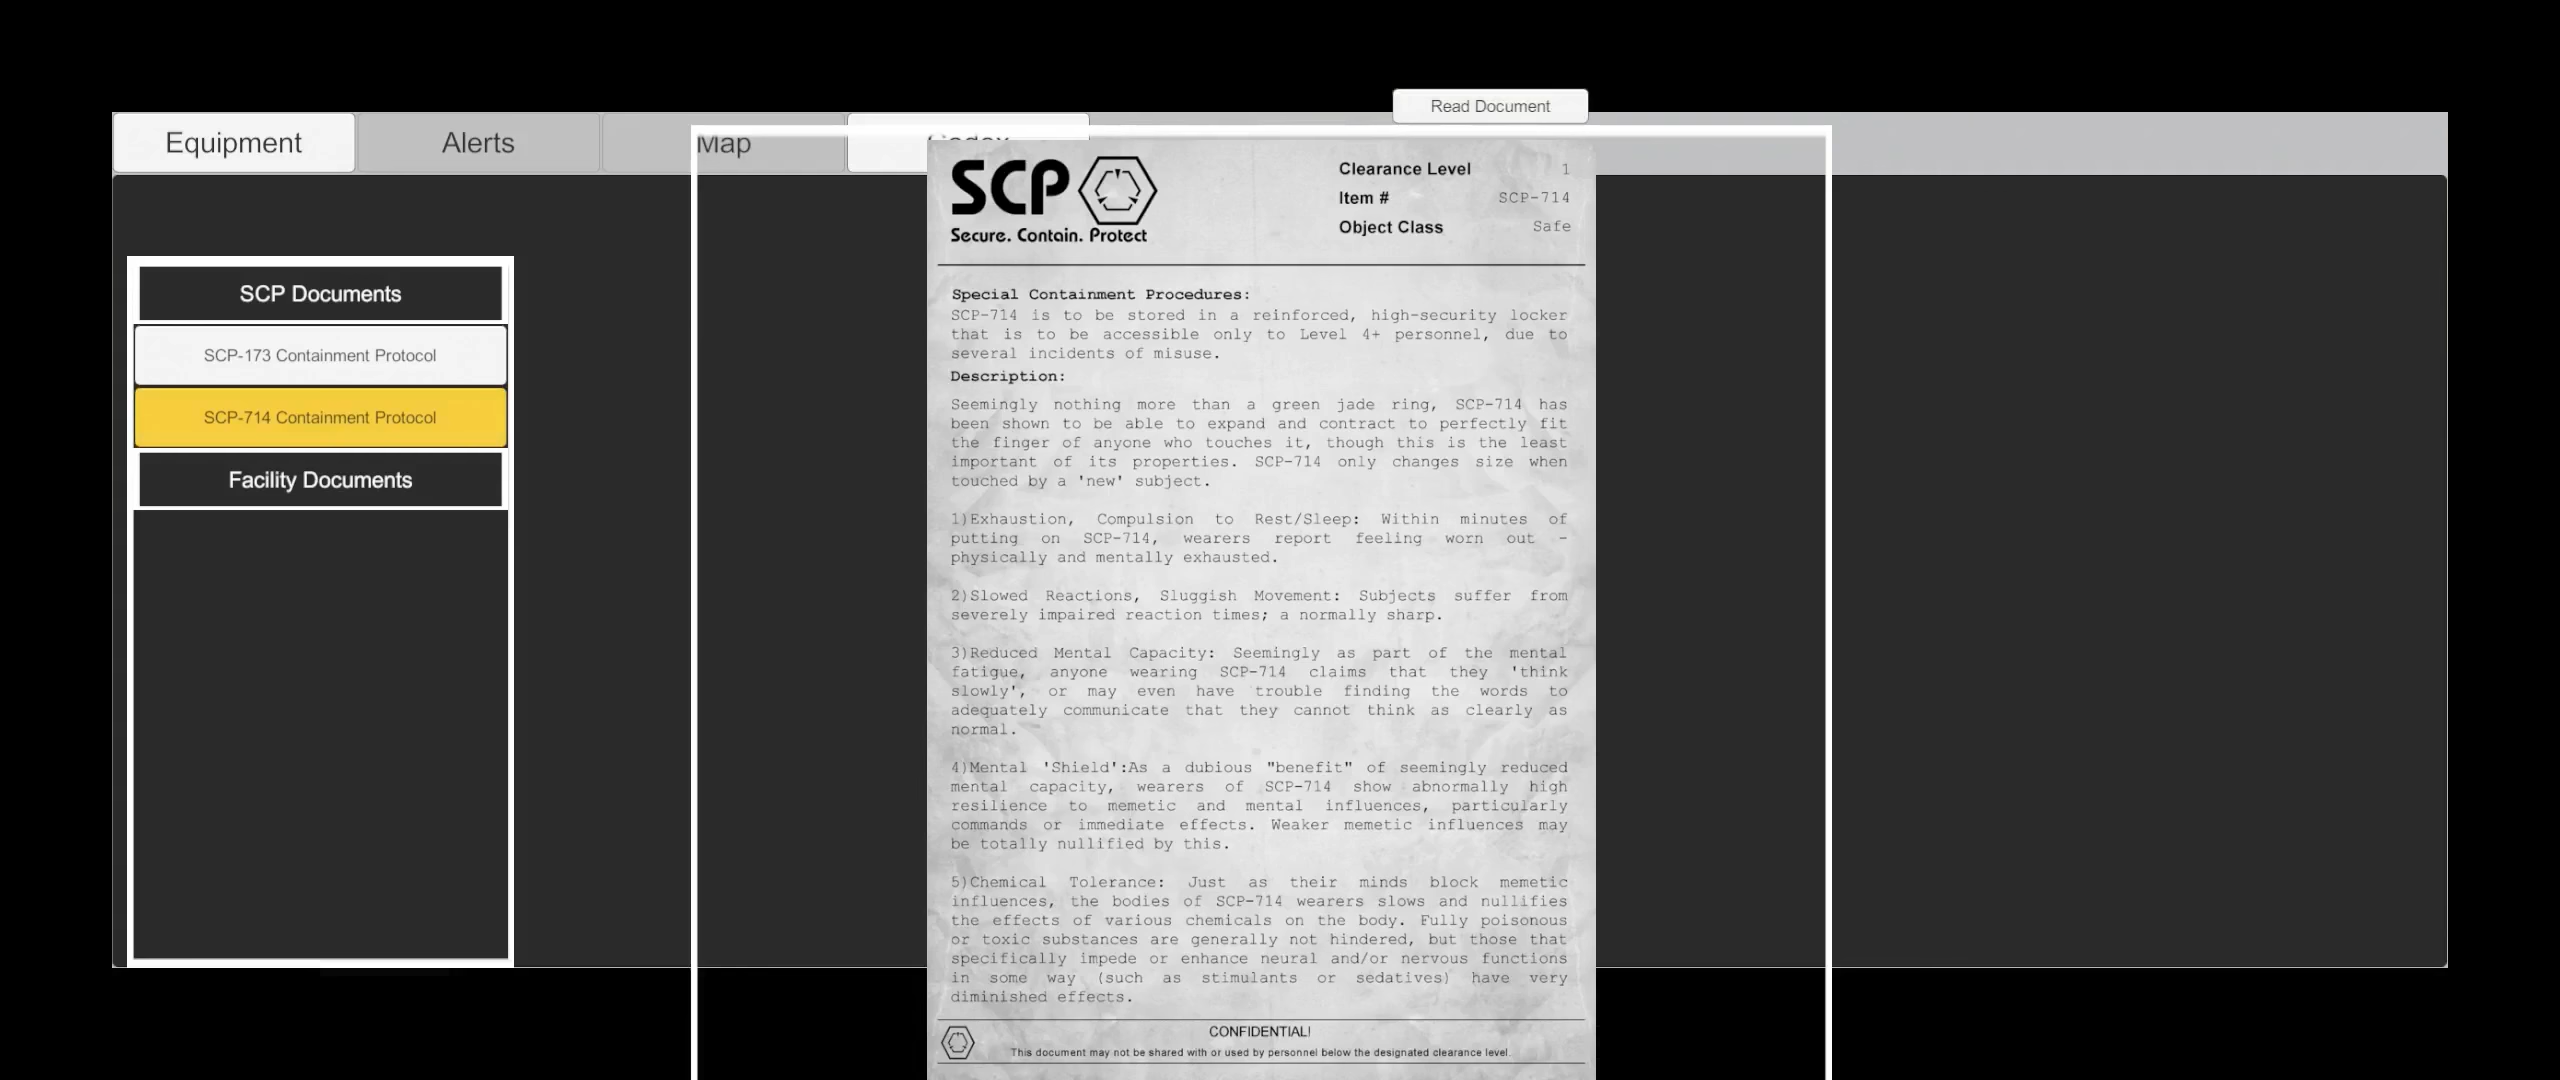 Read Document
Equipment
Alerts
Map
SCP
Secure. Contain. Protect
Clearance Level 1
Item # SCP-714
Object Class Safe
SCP Documents
SCP-173 Containment Protocol
SCP-714 Containment Protocol
Facility Documents
Special Containment Procedures:
SCP-714 is to be stored in a reinforced, high-security locker
that is to be accessible only to Level 4+ personnel, due to
several incidents of misuse.
Description:
Seemingly nothing more than a green jade ring, SCP-714 has
been shown to be able to expand and contract to perfectly fit
the finger of anyone who touches it, though this is the least
important of its properties. SCP-714 only changes size when
touched by a 'new' subject.
1)Exhaustion, Compulsion to Rest/Sleep: Within minutes of
putting on SCP-714, wearers report feeling worn out -
physically and mentally exhausted.
2)Slowed Reactions, Sluggish Movement: Subjects suffer from
severely impaired reaction times; a normally sharp.
3)Reduced Mental Capacity: Seemingly as part of the mental
fatigue, anyone wearing SCP-714 claims that they 'think
slowly', or may even have trouble finding the words to
adequately communicate that they cannot think as clearly as
normal.
4)Mental 'Shield':As a dubious "benefit" of seemingly reduced
mental capacity, wearers of SCP-714 show abnormally high
resilience to memetic and mental influences, particularly
commands or immediate effects. Weaker memetic influences may
be totally nullified by this.
5)Chemical Tolerance: Just as their minds block memetic
influences, the bodies of SCP-714 wearers slows and nullifies
the effects of various chemicals on the body. Fully poisonous
or toxic substances are generally not hindered, but those that
specifically impede or enhance neural and/or nervous functions
in some way (such as stimulants or sedatives) have very
diminished effects.
CONFIDENTIAL!
This document may not be shared with or used by personnel below the designated clearance level.